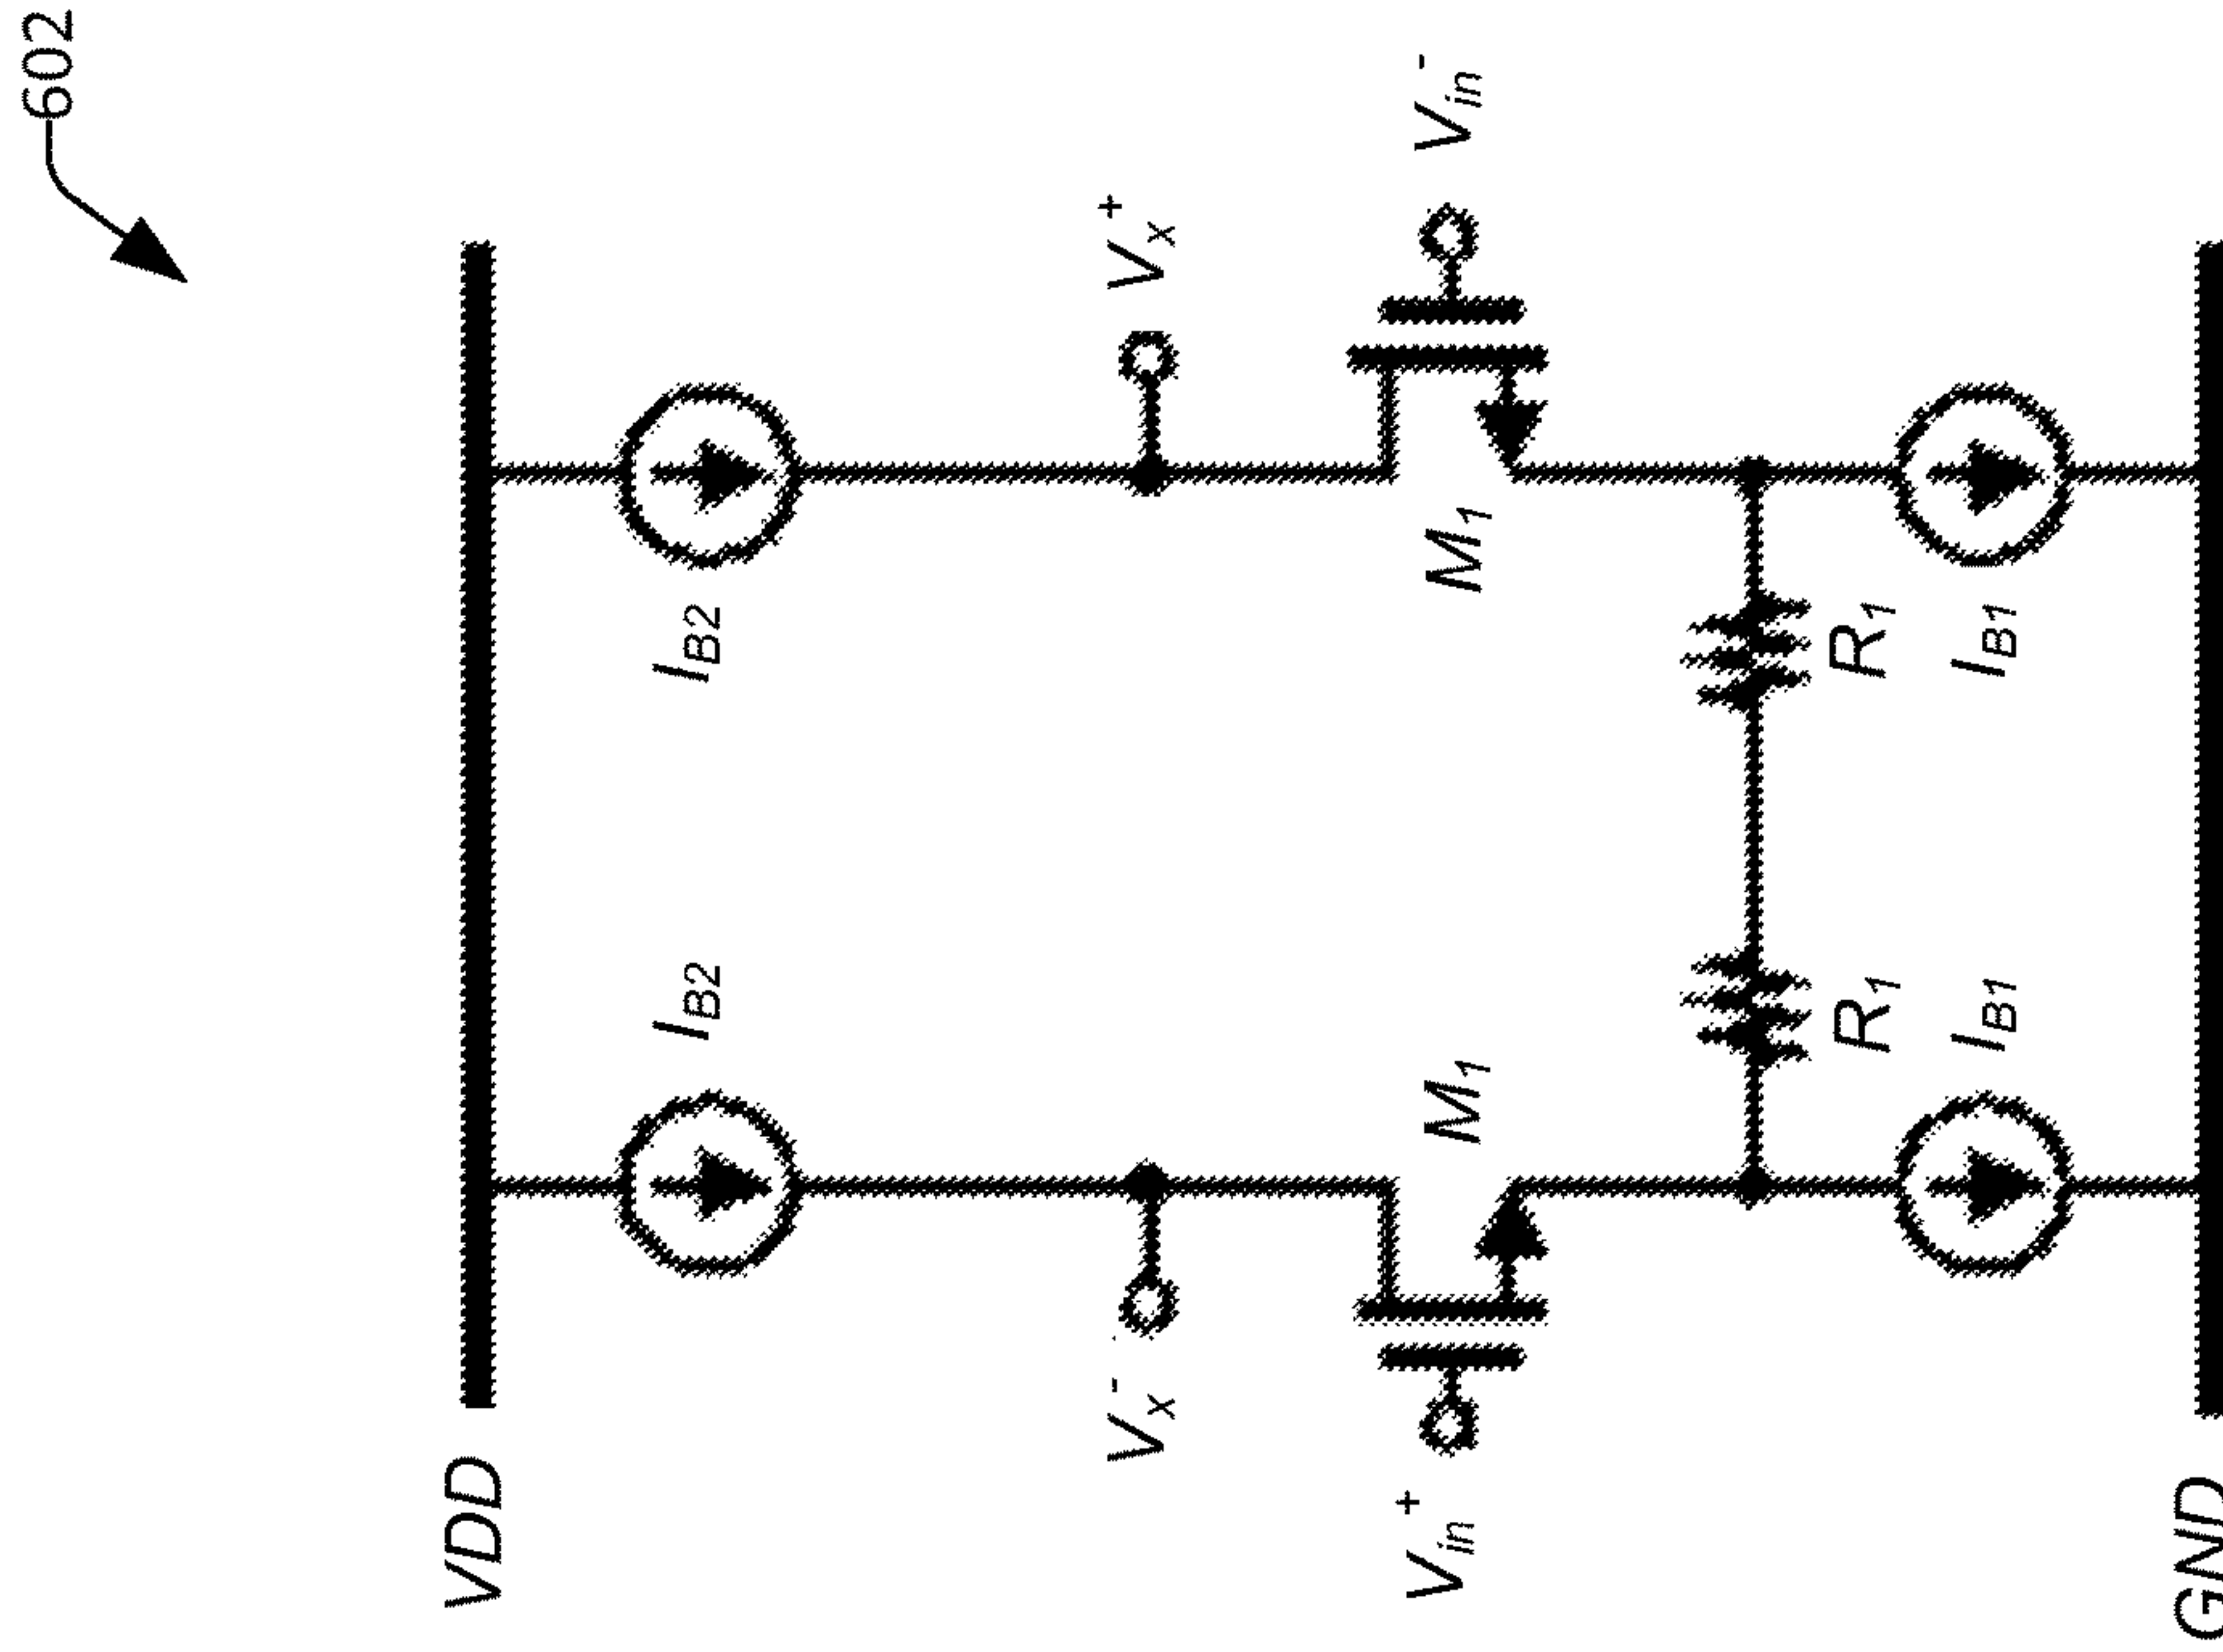 602
VDD
I_B2
I_B2
V_x^-
V_x^+
V_in^+
M_1
M_1
V_in^-
R_1
R_1
I_B1
I_B1
GND